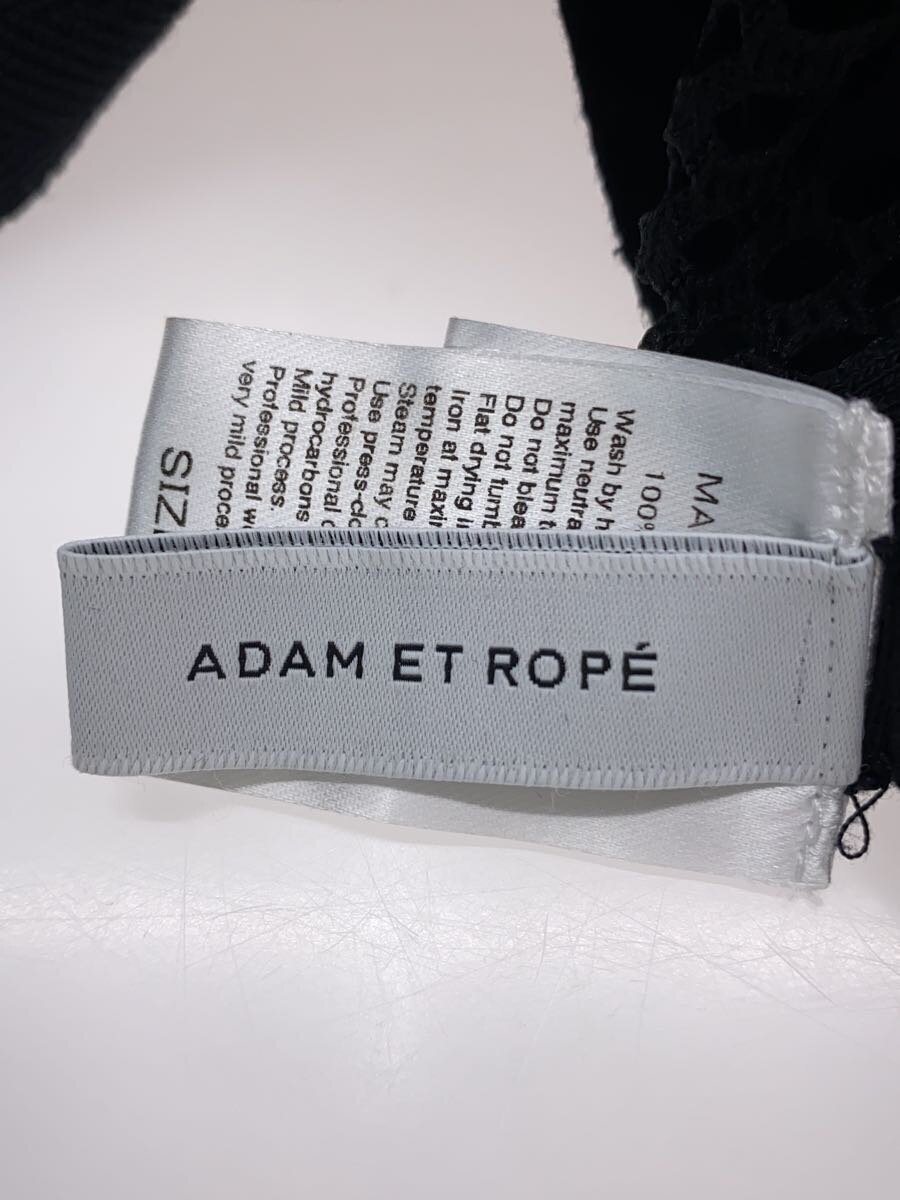 ADAM ET ROPÉ
MA
100%
Wash by h
Use neutra
maximum t
Do not blea
Do not tumb
Flat drying i
Iron at maxir
temperature
Steam may c
Use press-clo
Professional c
hydrocarbons
Mild process.
Professional w
very mild proce
SIZ